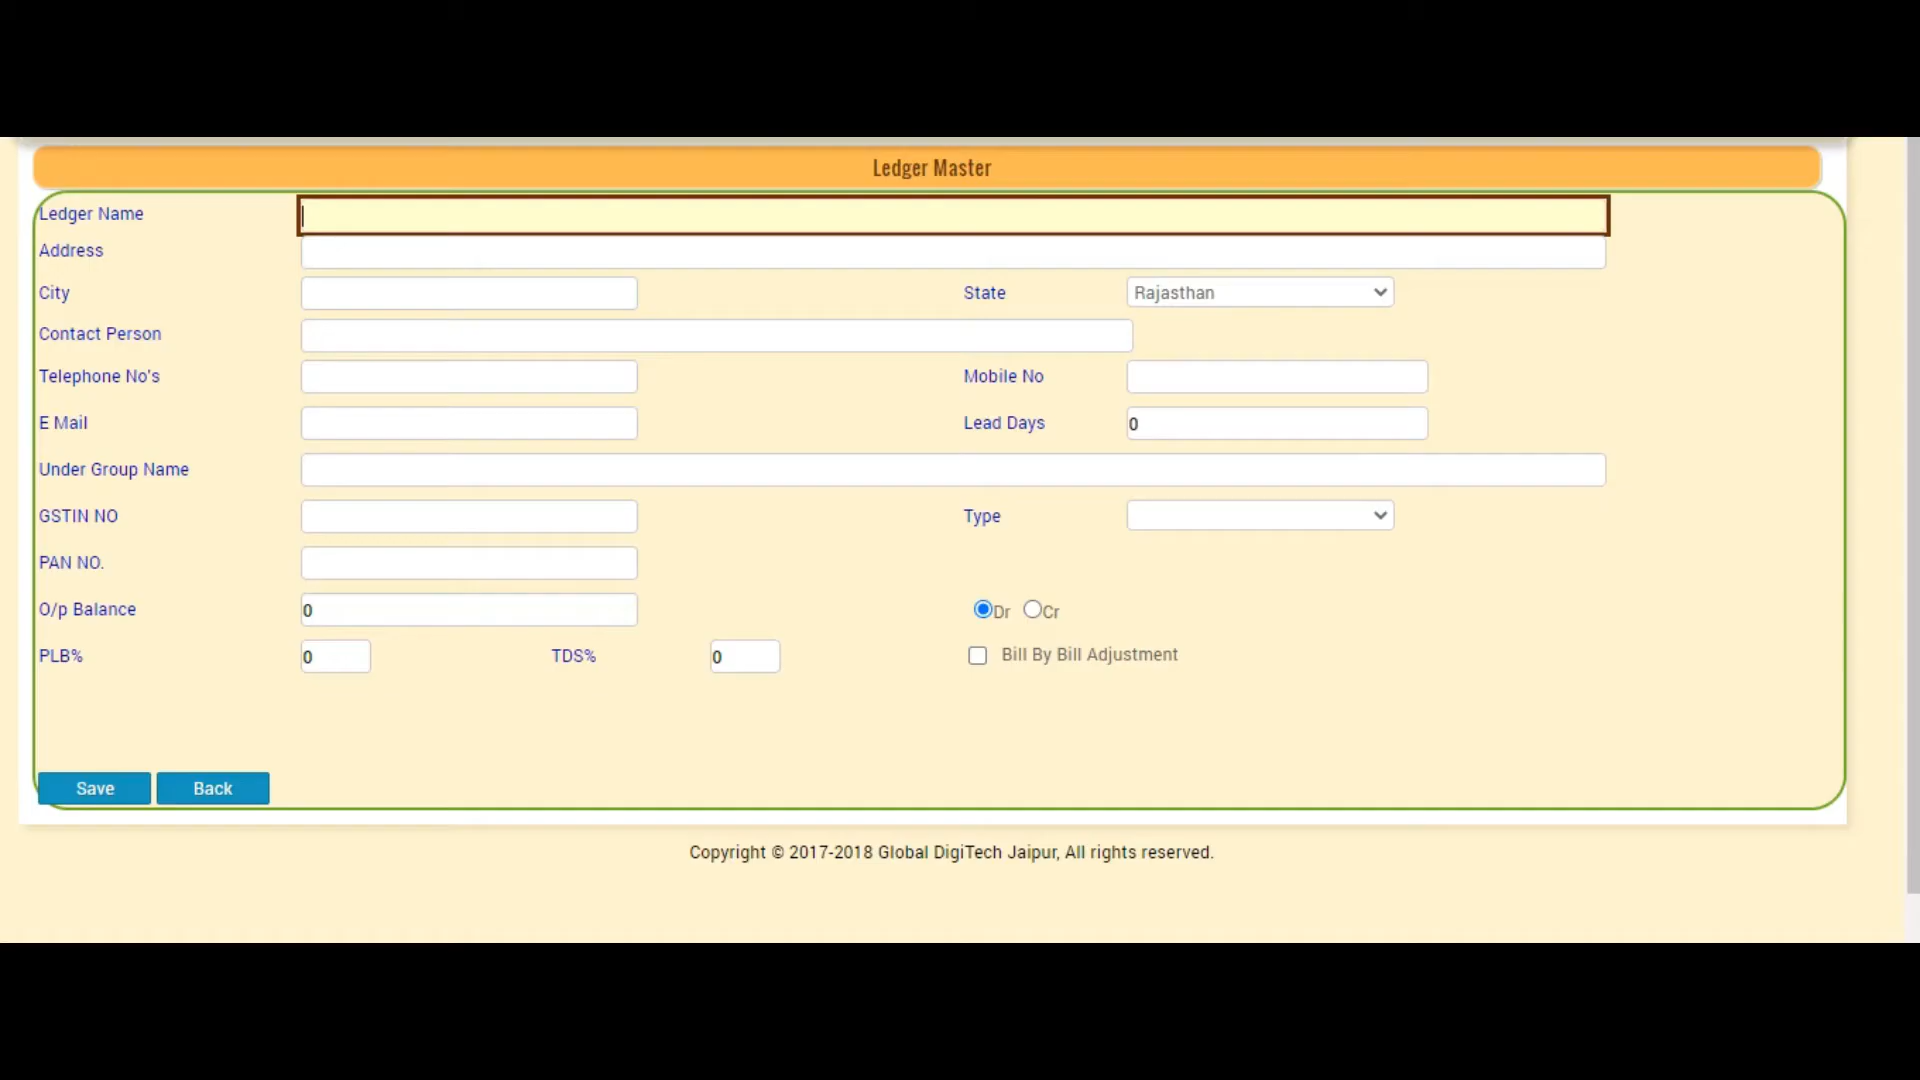 Ledger Master
Ledger Name
Address
City State Rajasthan
Contact Person
Telephone No's Mobile No
E Mail Lead Days 0
Under Group Name
GSTIN NO Type
PAN NO.
O/p Balance 0 Dr Cr
PLB% 0 TDS% 0 Bill By Bill Adjustment
Save Back
Copyright © 2017-2018 Global DigiTech Jaipur, All rights reserved.